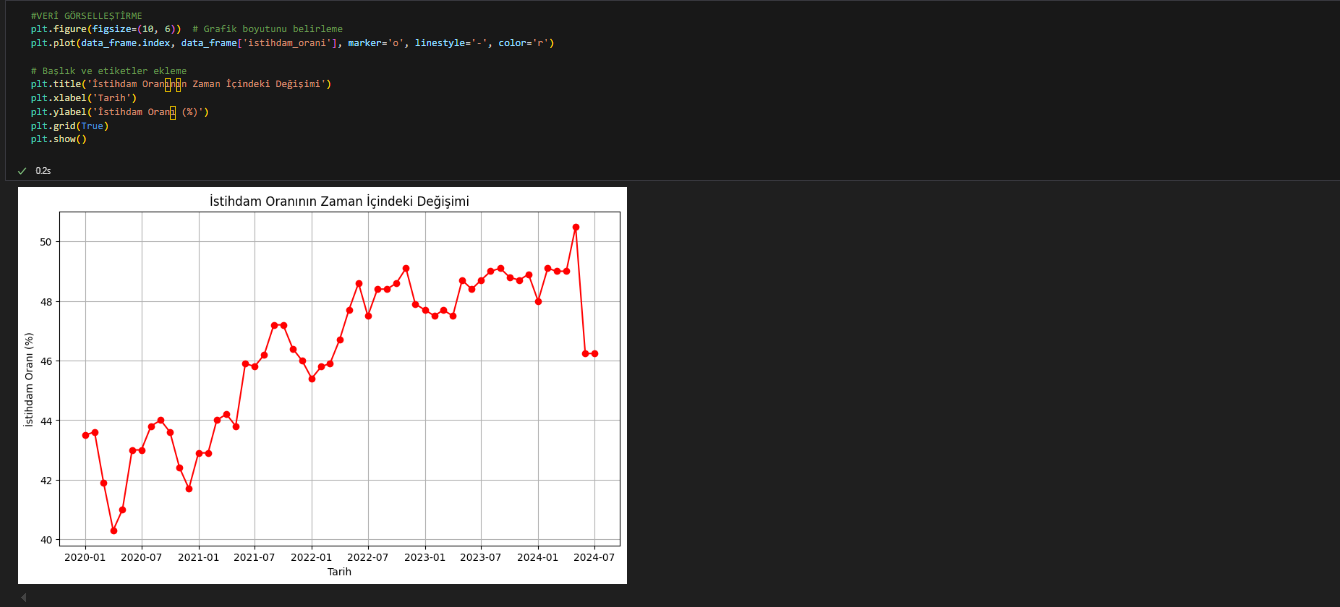 #VERİ GÖRSELLEŞTİRME
plt.figure(figsize=(10, 6))  # Grafik boyutunu belirleme
plt.plot(data_frame.index, data_frame['istihdam_orani'], marker='o', linestyle='-', color='r')
# Başlık ve etiketler ekleme
plt.title('İstihdam Oranının Zaman İçindeki Değişimi')
plt.xlabel('Tarih')
plt.ylabel('İstihdam Oranı (%)')
plt.grid(True)
plt.show()
0.2s
İstihdam Oranının Zaman İçindeki Değişimi
İstihdam Oranı (%)
50
48
46
44
42
40
2020-01 2020-07 2021-01 2021-07 2022-01 2022-07 2023-01 2023-07 2024-01 2024-07
Tarih